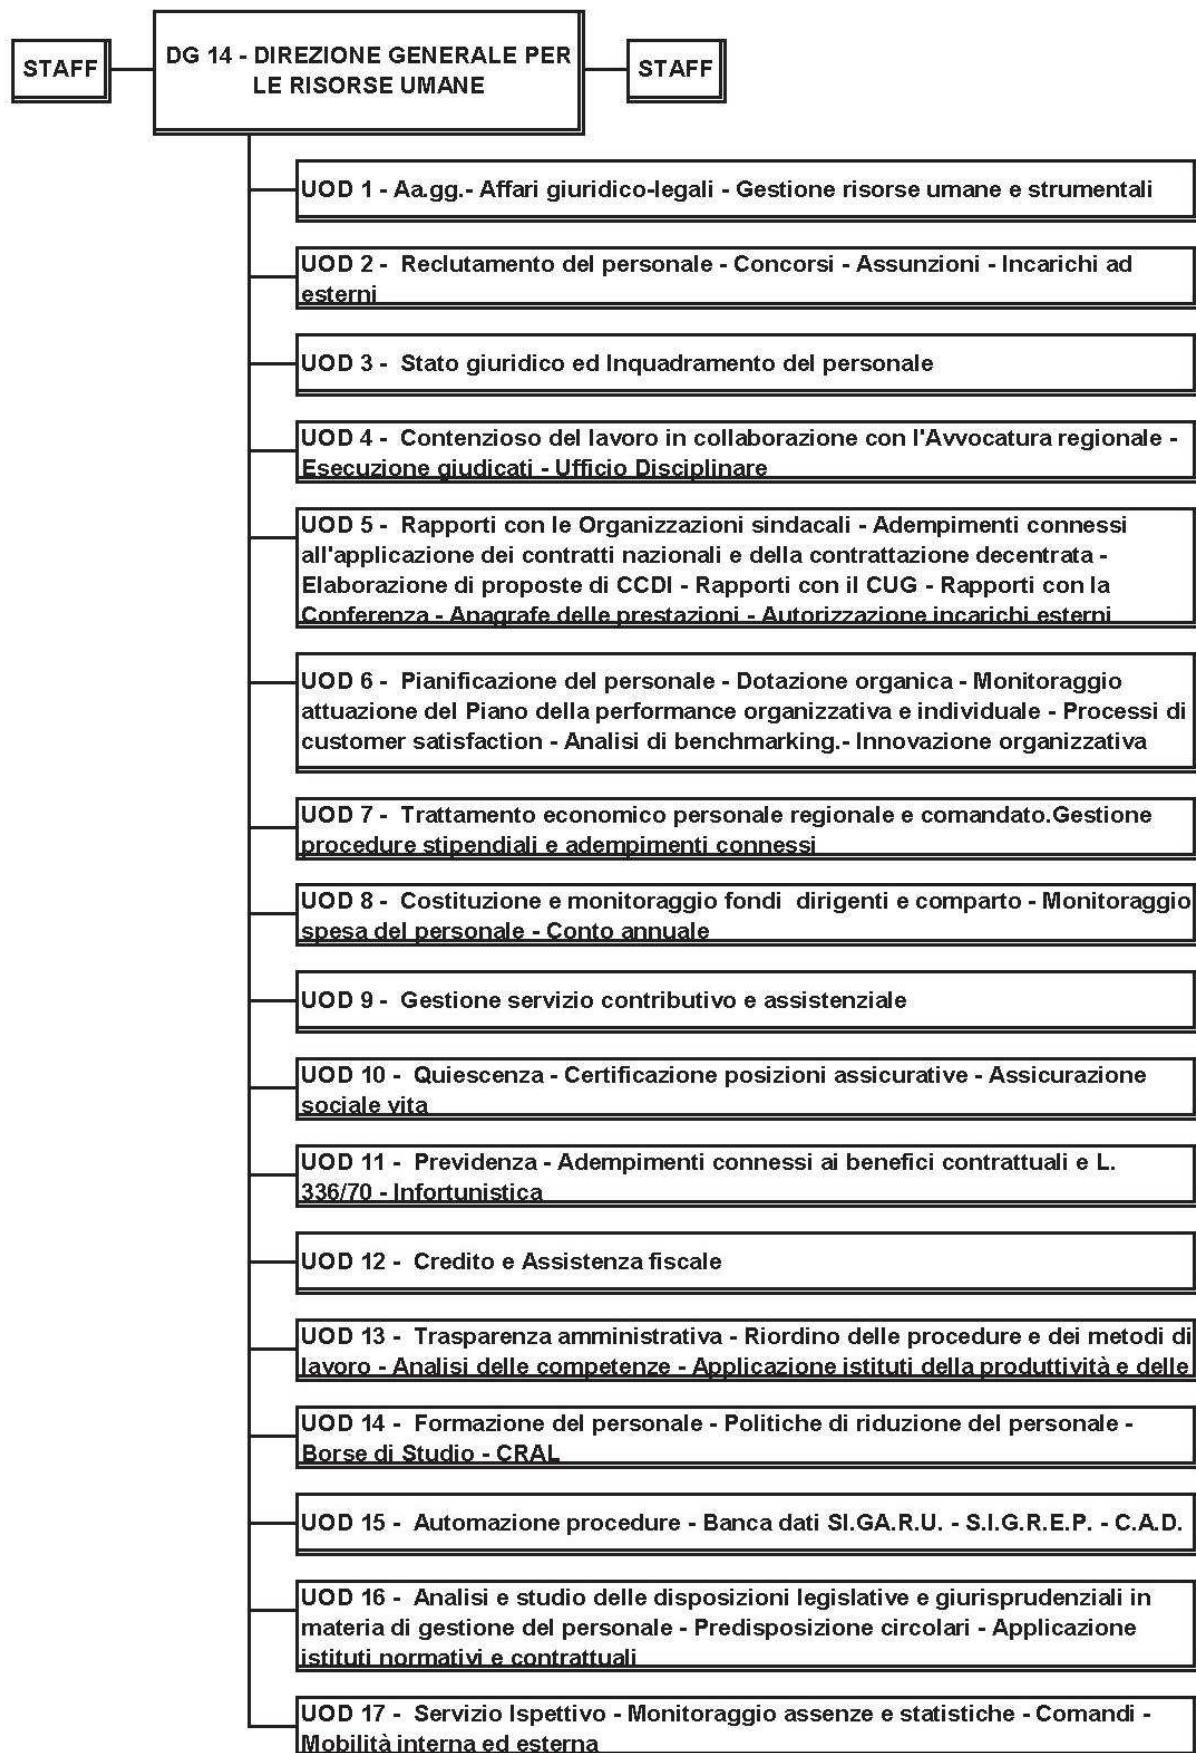 STAFF
DG 14 - DIREZIONE GENERALE PER
LE RISORSE UMANE
STAFF
UOD 1 - Aa.gg.- Affari giuridico-legali - Gestione risorse umane e strumentali
UOD 2 - Reclutamento del personale - Concorsi - Assunzioni - Incarichi ad
esterni
UOD 3 - Stato giuridico ed Inquadramento del personale
UOD 4 - Contenzioso del lavoro in collaborazione con l'Avvocatura regionale -
Esecuzione giudicati - Ufficio Disciplinare
UOD 5 - Rapporti con le Organizzazioni sindacali - Adempimenti connessi
all'applicazione dei contratti nazionali e della contrattazione decentrata -
Elaborazione di proposte di CCDI - Rapporti con il CUG - Rapporti con la
Conferenza - Anagrafe delle prestazioni - Autorizzazione incarichi esterni
UOD 6 - Pianificazione del personale - Dotazione organica - Monitoraggio
attuazione del Piano della performance organizzativa e individuale - Processi di
customer satisfaction - Analisi di benchmarking.- Innovazione organizzativa
UOD 7 - Trattamento economico personale regionale e comandato.Gestione
procedure stipendiali e adempimenti connessi
UOD 8 - Costituzione e monitoraggio fondi dirigenti e comparto - Monitoraggio
spesa del personale - Conto annuale
UOD 9 - Gestione servizio contributivo e assistenziale
UOD 10 - Quiescenza - Certificazione posizioni assicurative - Assicurazione
sociale vita
UOD 11 - Previdenza - Adempimenti connessi ai benefici contrattuali e L.
336/70 - Infortunistica
UOD 12 - Credito e Assistenza fiscale
UOD 13 - Trasparenza amministrativa - Riordino delle procedure e dei metodi di
lavoro - Analisi delle competenze - Applicazione istituti della produttività e delle
UOD 14 - Formazione del personale - Politiche di riduzione del personale -
Borse di Studio - CRAL
UOD 15 - Automazione procedure - Banca dati SI.GA.R.U. - S.I.G.R.E.P. - C.A.D.
UOD 16 - Analisi e studio delle disposizioni legislative e giurisprudenziali in
materia di gestione del personale - Predisposizione circolari - Applicazione
istituti normativi e contrattuali
UOD 17 - Servizio Ispettivo - Monitoraggio assenze e statistiche - Comandi -
Mobilità interna ed esterna